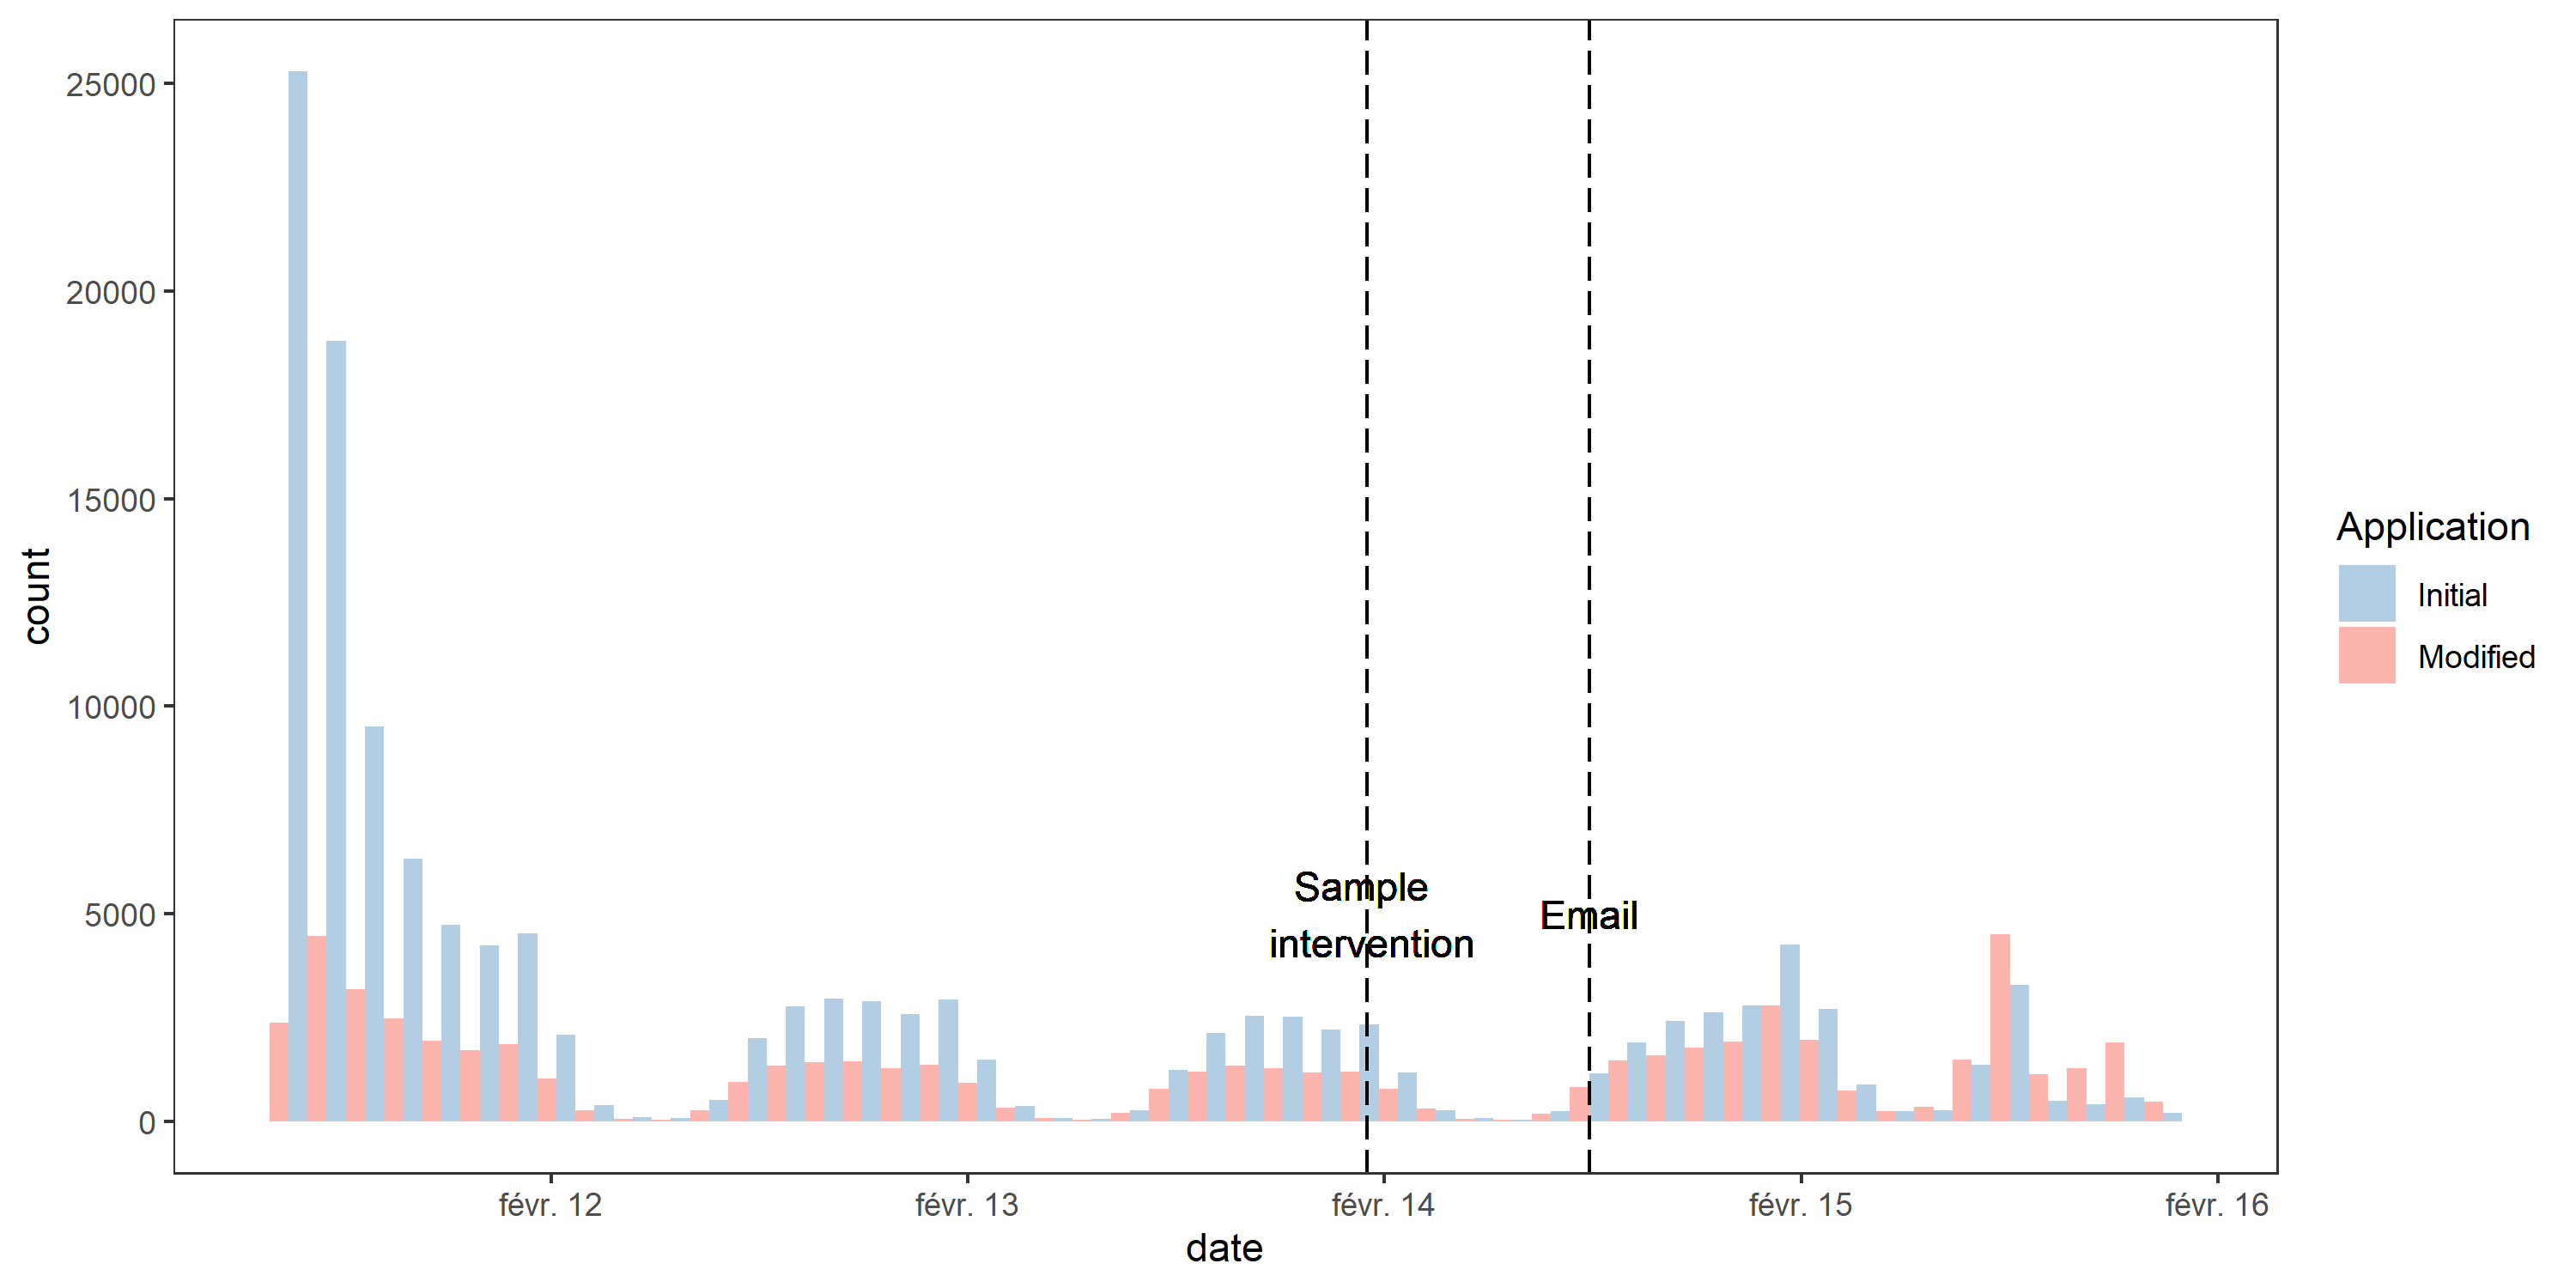 25000
20000
15000
10000
5000
0
count
Sample
intervention
Email
févr. 12
févr. 13
févr. 14
févr. 15
févr. 16
date
Application
Initial
Modified